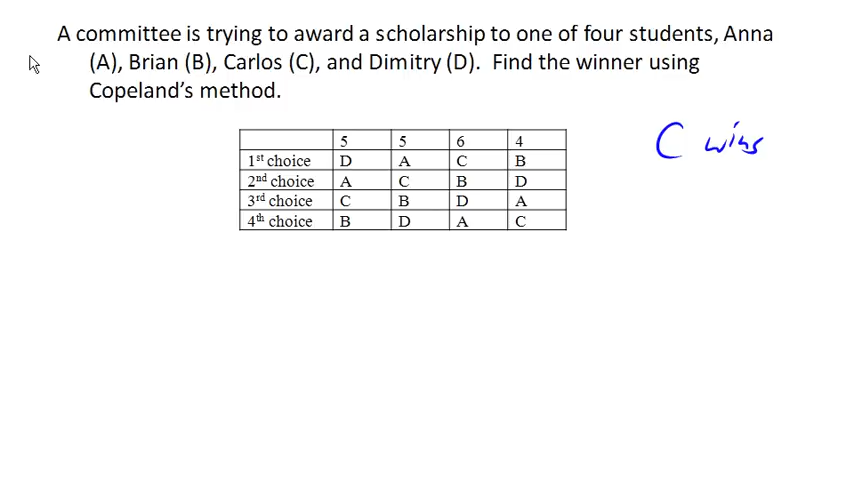 A committee is trying to award a scholarship to one of four students, Anna
(A), Brian (B), Carlos (C), and Dimitry (D).  Find the winner using
Copeland's method.
C wins
5 5 6 4
1st choice D A C B
2nd choice A C B D
3rd choice C B D A
4th choice B D A C